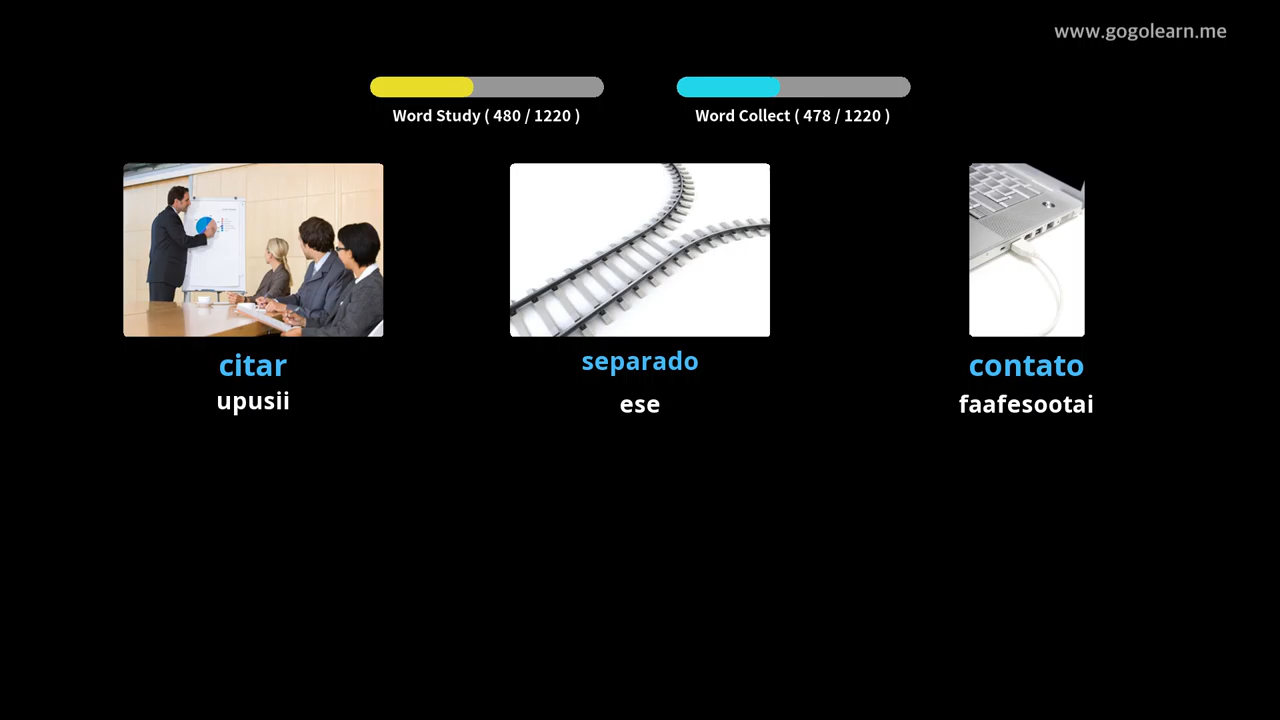 www.gogolearn.me
Word Study ( 480 / 1220 )
Word Collect ( 478 / 1220 )
citar
upusii
separado
ese
contato
faafesootai